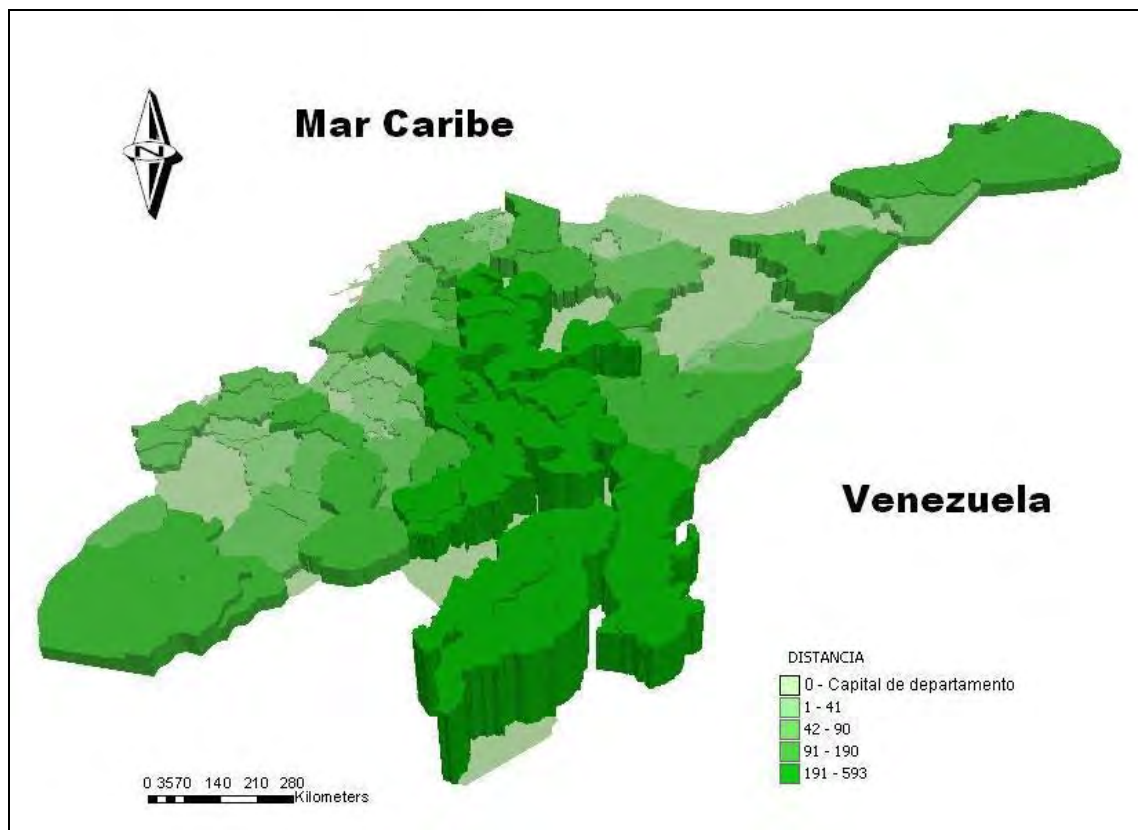 Mar Caribe
N
Venezuela
DISTANCIA
0 - Capital de departamento
1 - 41
42 - 90
91 - 190
191 - 593
0 3570 140 210 280
Kilometers